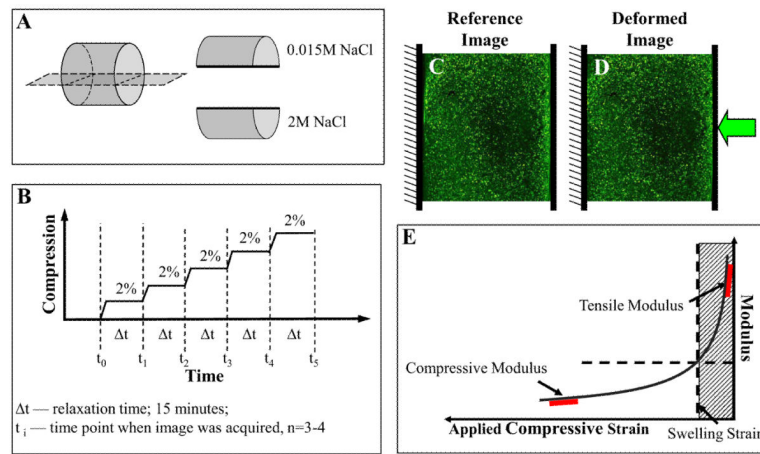 A
0.015M NaCl
2M NaCl
B
Compression
2%
2%
2%
2%
2%
Δt
Δt
Δt
Δt
Δt
t0
t1
t2
t3
t4
t5
Time
Δt — relaxation time; 15 minutes;
t i — time point when image was acquired, n=3-4
Reference
Image
Deformed
Image
C
D
E
Tensile Modulus
Modulus
Compressive Modulus
Applied Compressive Strain
Swelling Strain